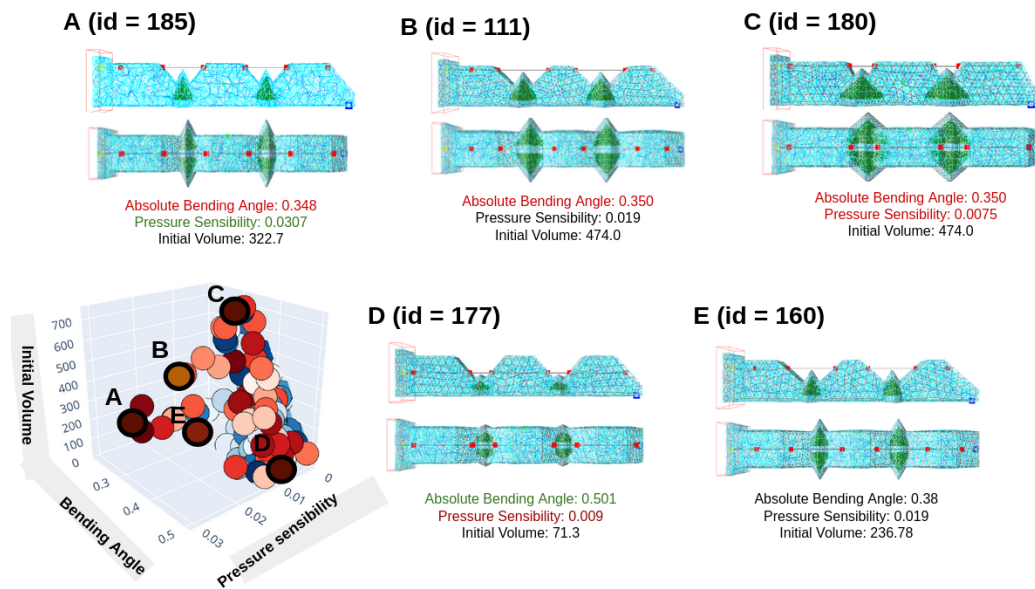 A (id = 185)
Absolute Bending Angle: 0.348
Pressure Sensibility: 0.0307
Initial Volume: 322.7
B (id = 111)
Absolute Bending Angle: 0.350
Pressure Sensibility: 0.019
Initial Volume: 474.0
C (id = 180)
Absolute Bending Angle: 0.350
Pressure Sensibility: 0.0075
Initial Volume: 474.0
C
B
A
E
D
700
600
500
400
300
200
100
0
Initial Volume
0.3
0.4
0.5
Bending Angle
0.03
0.02
0.01
0
Pressure sensibility
D (id = 177)
Absolute Bending Angle: 0.501
Pressure Sensibility: 0.009
Initial Volume: 71.3
E (id = 160)
Absolute Bending Angle: 0.38
Pressure Sensibility: 0.019
Initial Volume: 236.78